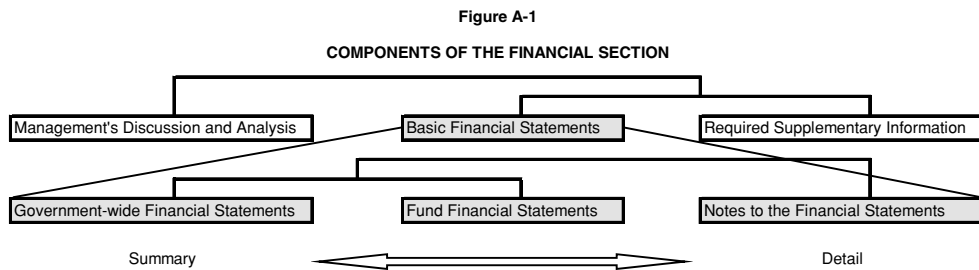 Figure A-1
COMPONENTS OF THE FINANCIAL SECTION
Management's Discussion and Analysis
Basic Financial Statements
Required Supplementary Information
Government-wide Financial Statements
Fund Financial Statements
Notes to the Financial Statements
Summary
Detail